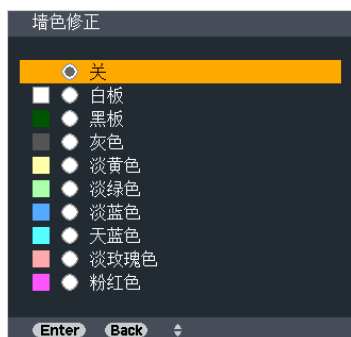 墙色修正
关
白板
黑板
灰色
淡黄色
淡绿色
淡蓝色
天蓝色
淡玫瑰色
粉红色
Enter Back